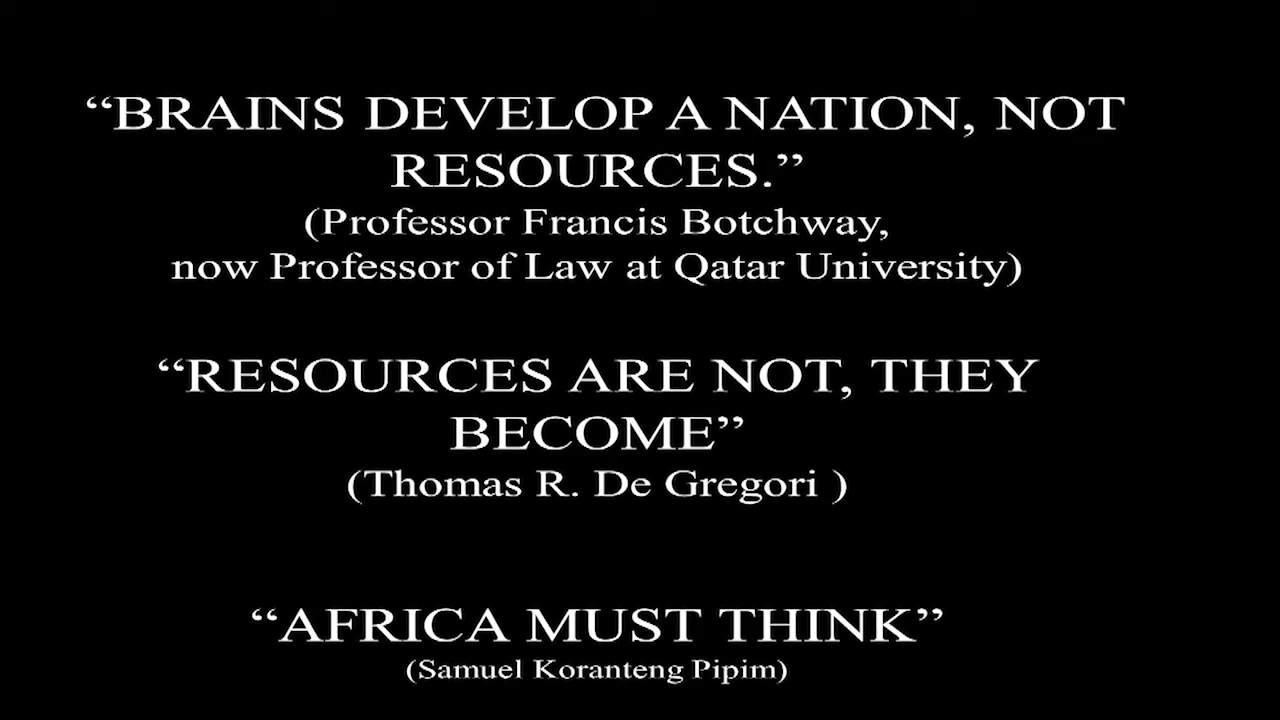 “BRAINS DEVELOP A NATION, NOT
RESOURCES.”
(Professor Francis Botchway,
now Professor of Law at Qatar University)
“RESOURCES ARE NOT, THEY
BECOME”
(Thomas R. De Gregori )
“AFRICA MUST THINK”
(Samuel Koranteng Pipim)